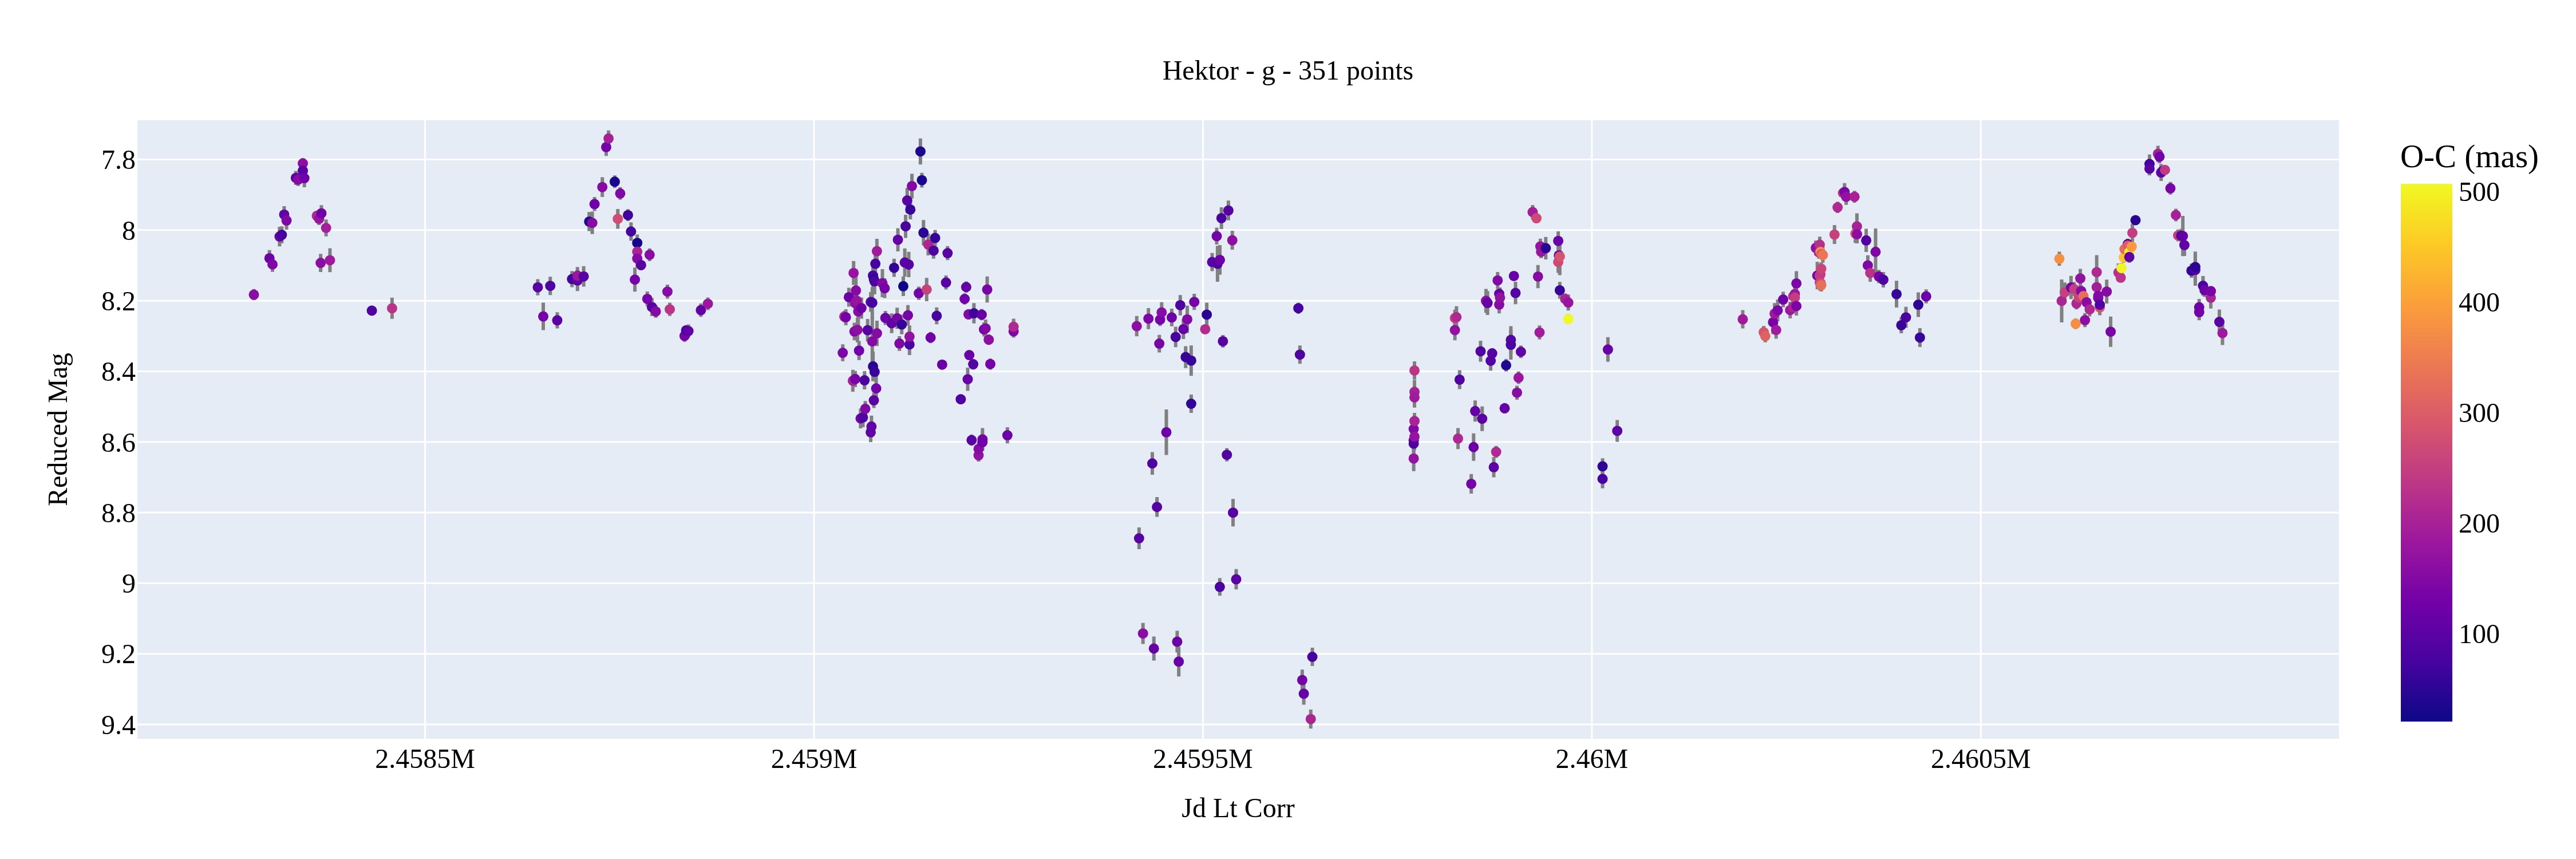 Hektor - g - 351 points
O-C (mas)
7.8
8
8.2
8.4
8.6
8.8
9
9.2
9.4
Reduced Mag
500
400
300
200
100
2.4585M 2.459M 2.4595M 2.46M 2.4605M
Jd Lt Corr